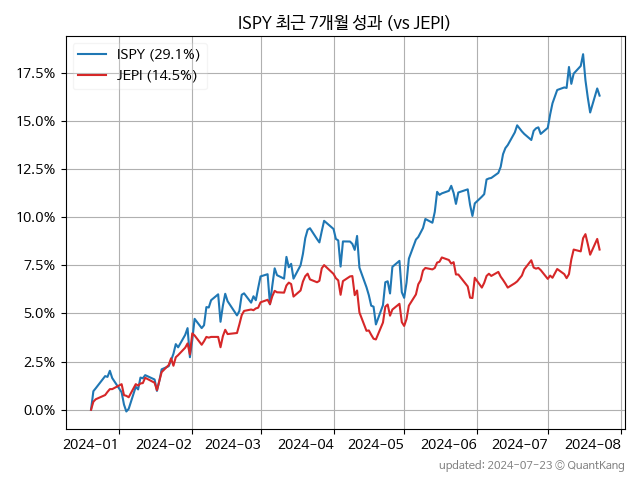 ISPY 최근 7개월 성과 (vs JEPI)
ISPY (29.1%)
JEPI (14.5%)
17.5%
15.0%
12.5%
10.0%
7.5%
5.0%
2.5%
0.0%
2024−01 2024−02 2024−03 2024−04 2024−05 2024−06 2024−07 2024−08
updated: 2024-07-23 © QuantKang